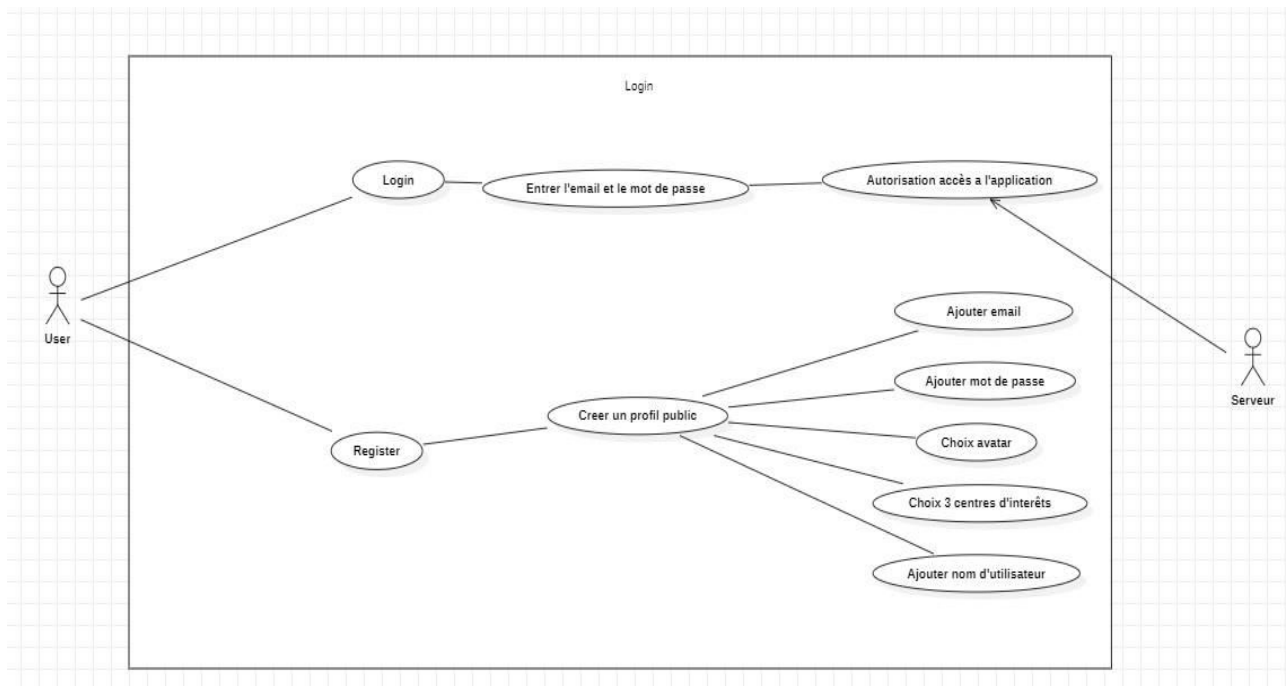 Login
Login
Entrer l'email et le mot de passe
Autorisation accès a l'application
User
Ajouter email
Ajouter mot de passe
Serveur
Creer un profil public
Choix avatar
Register
Choix 3 centres d'interêts
Ajouter nom d'utilisateur